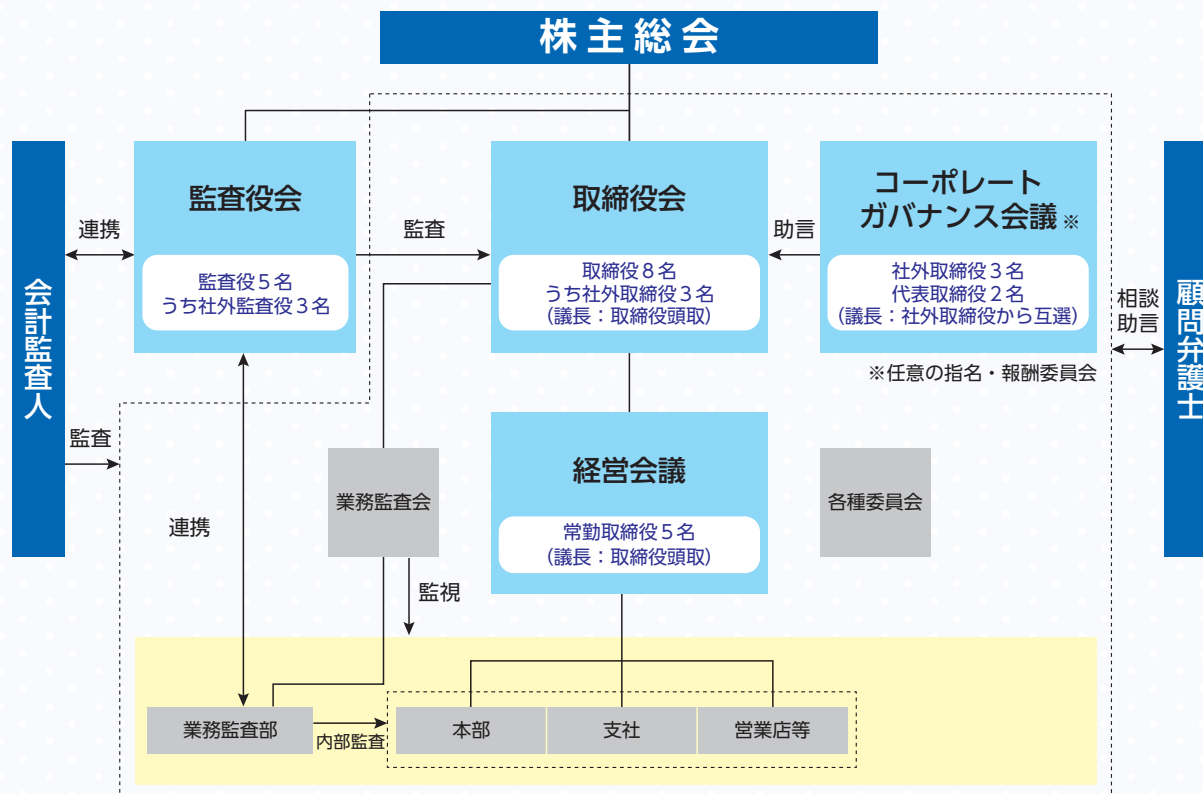 株主総会
監査役会
監査役5名
うち社外監査役3名
取締役会
取締役8名
うち社外取締役3名
（議長：取締役頭取）
コーポレート
ガバナンス会議※
社外取締役3名
代表取締役2名
（議長：社外取締役から互選）
※任意の指名・報酬委員会
連携
監査
助言
相談
助言
会計監査人
顧問弁護士
監査
経営会議
常勤取締役5名
（議長：取締役頭取）
業務監査会
各種委員会
連携
監視
業務監査部
内部監査
本部
支社
営業店等